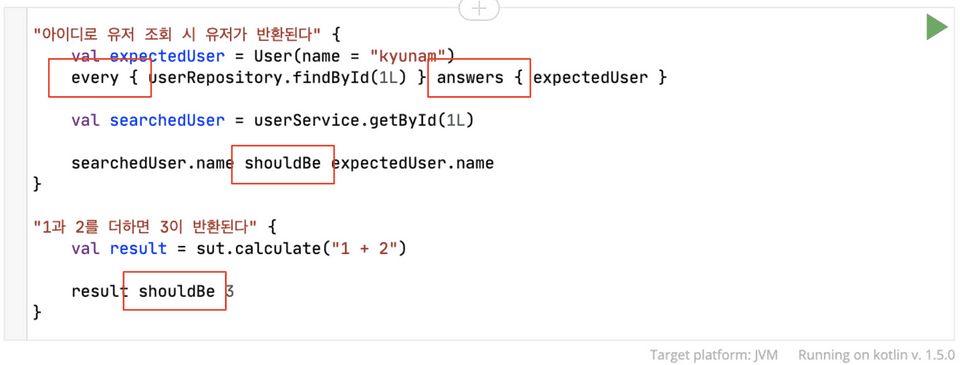 "아이디로 유저 조회 시 유저가 반환된다" {
    val expectedUser = User(name = "kyunam")
    every { userRepository.findById(1L) } answers { expectedUser }

    val searchedUser = userService.getById(1L)

    searchedUser.name shouldBe expectedUser.name
}

"1과 2를 더하면 3이 반환된다" {
    val result = sut.calculate("1 + 2")

    result shouldBe 3
}
Target platform: JVM Running on kotlin v. 1.5.0